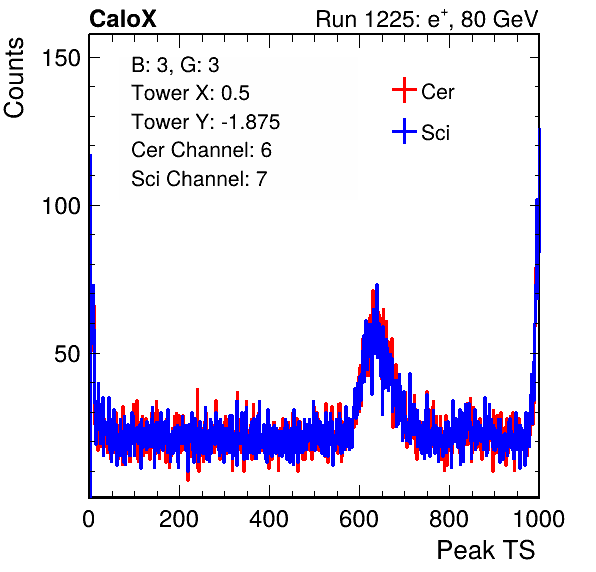 CaloX
Run 1225: e+, 80 GeV
Counts
150
100
50
B: 3, G: 3
Tower X: 0.5
Tower Y: -1.875
Cer Channel: 6
Sci Channel: 7
Cer
Sci
0 200 400 600 800 1000
Peak TS